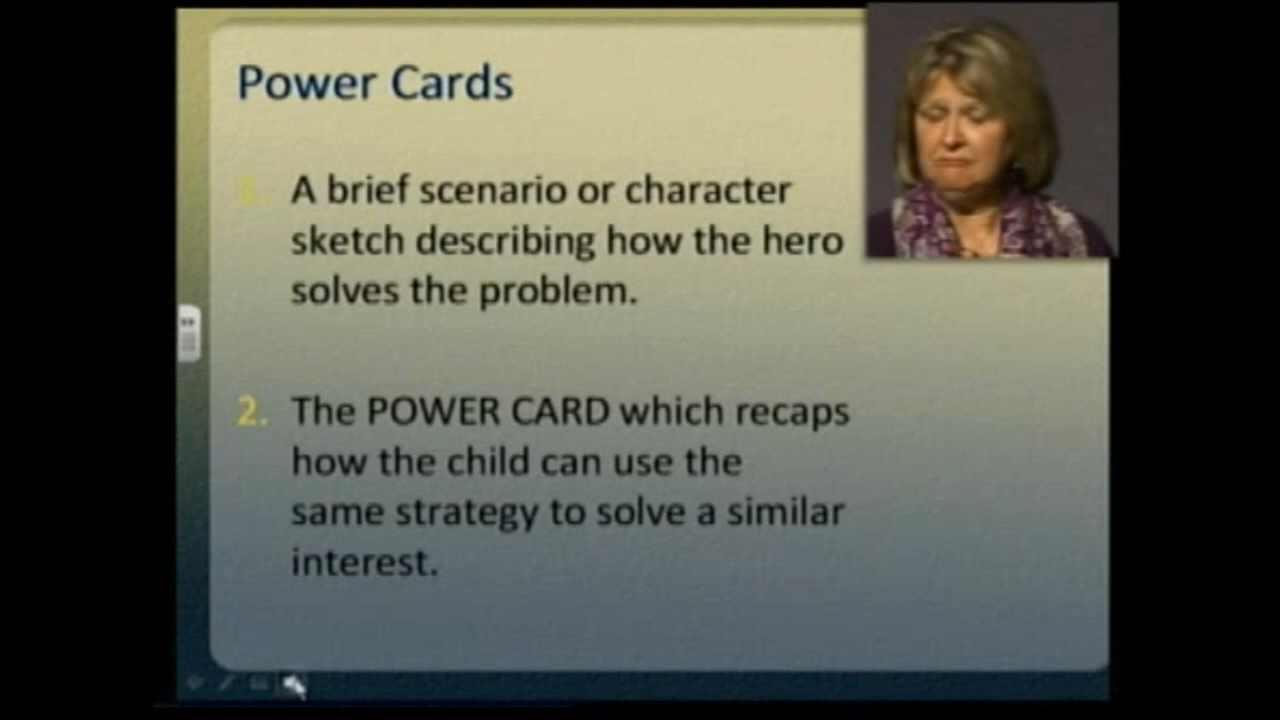 Power Cards
1. A brief scenario or character
sketch describing how the hero
solves the problem.
2. The POWER CARD which recaps
how the child can use the
same strategy to solve a similar
interest.